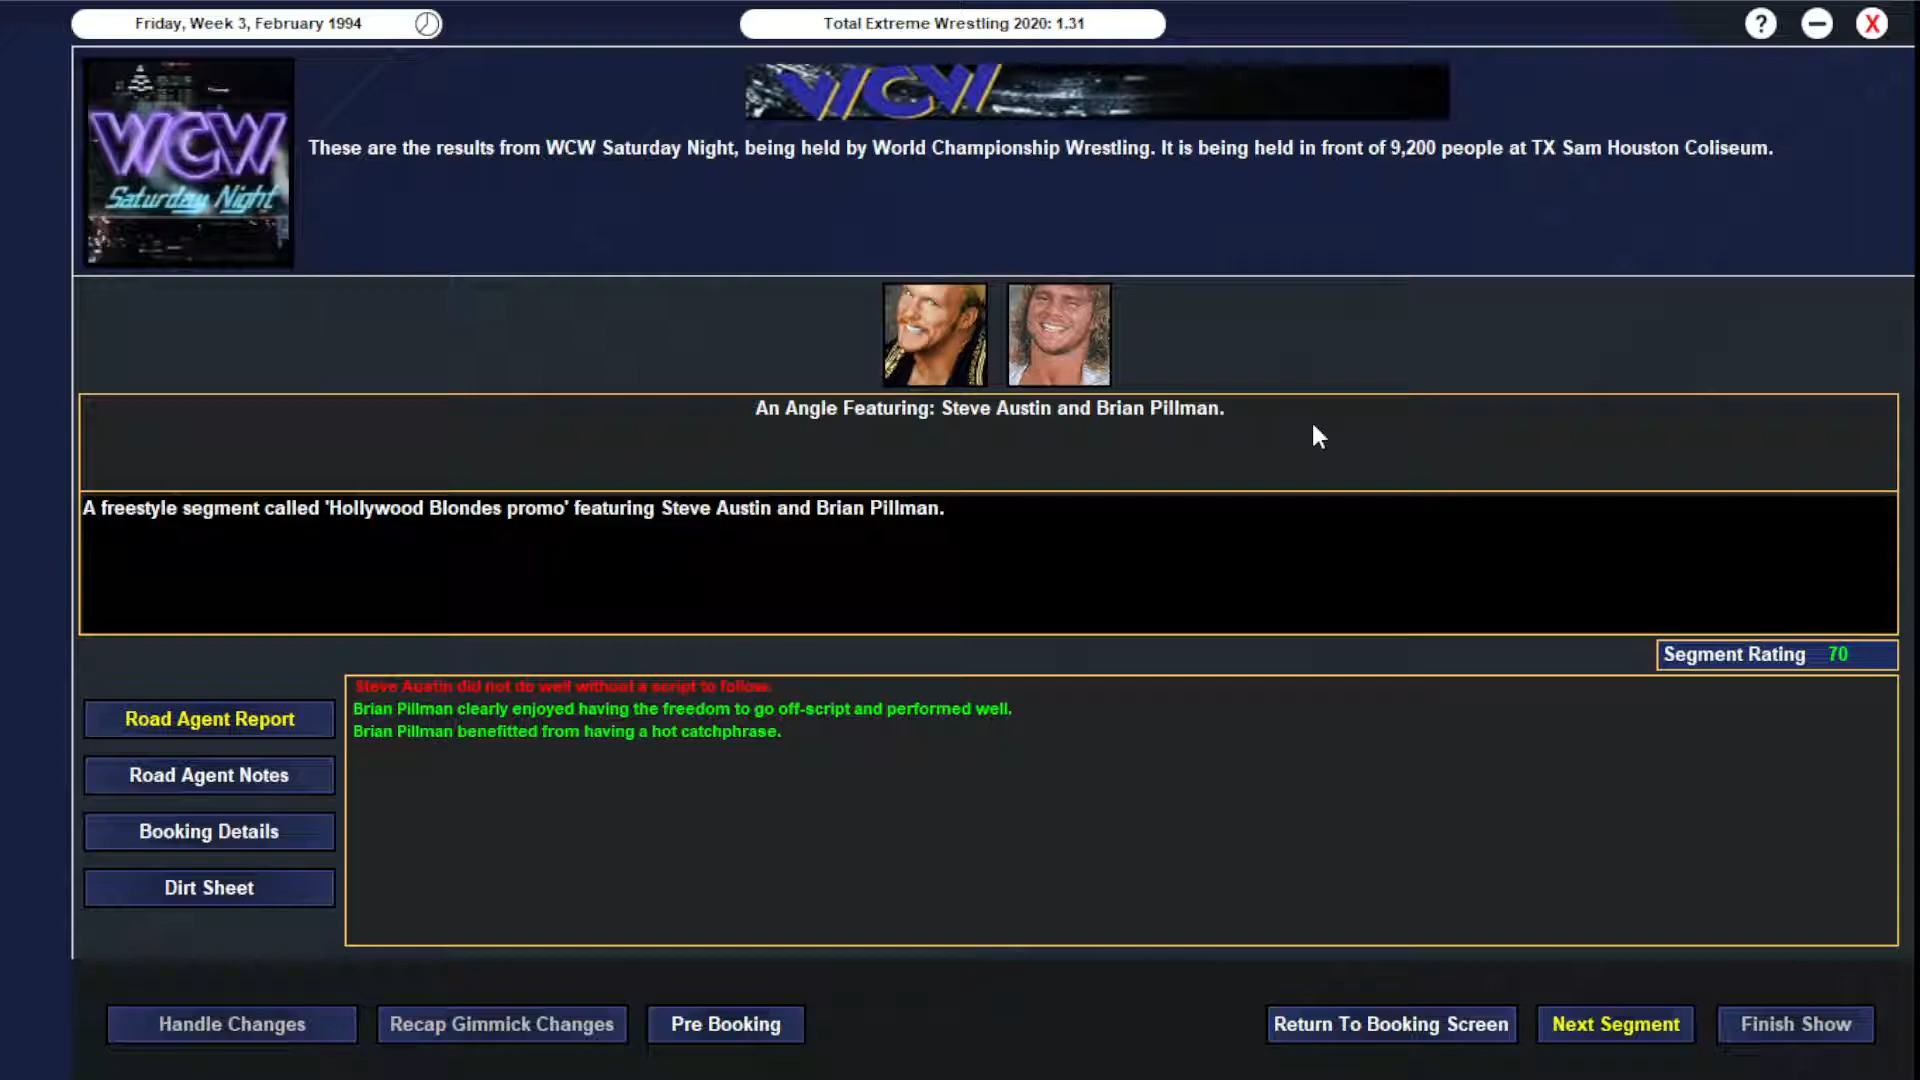 Friday, Week 3, February 1994
Total Extreme Wrestling 2020: 1.31
?
X
WCW
WCW
Saturday Night
These are the results from WCW Saturday Night, being held by World Championship Wrestling. It is being held in front of 9,200 people at TX Sam Houston Coliseum.
An Angle Featuring: Steve Austin and Brian Pillman.
A freestyle segment called 'Hollywood Blondes promo' featuring Steve Austin and Brian Pillman.
Segment Rating 70
Steve Austin did not do well without a script to follow.
Brian Pillman clearly enjoyed having the freedom to go off-script and performed well.
Brian Pillman benefitted from having a hot catchphrase.
Road Agent Report
Road Agent Notes
Booking Details
Dirt Sheet
Handle Changes
Recap Gimmick Changes
Pre Booking
Return To Booking Screen
Next Segment
Finish Show